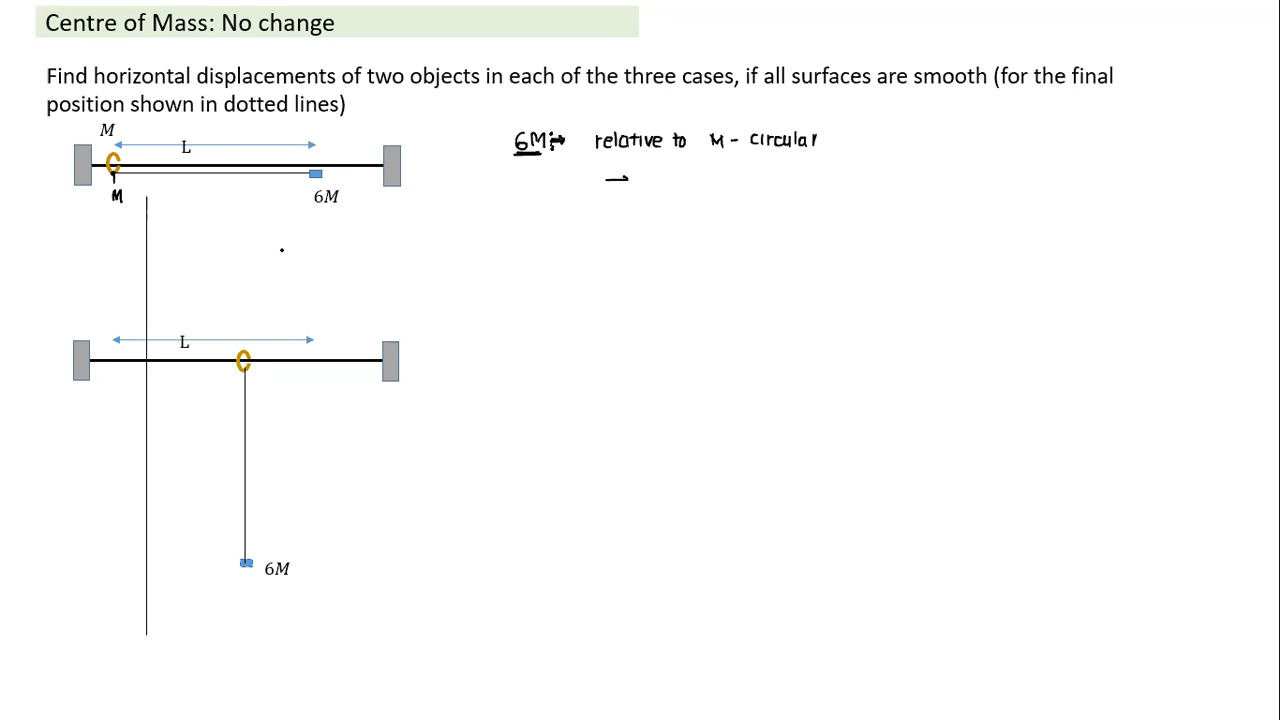 Centre of Mass: No change
Find horizontal displacements of two objects in each of the three cases, if all surfaces are smooth (for the final
position shown in dotted lines)
M
L
6M: → relative to M - circular
M
6M
L
6M